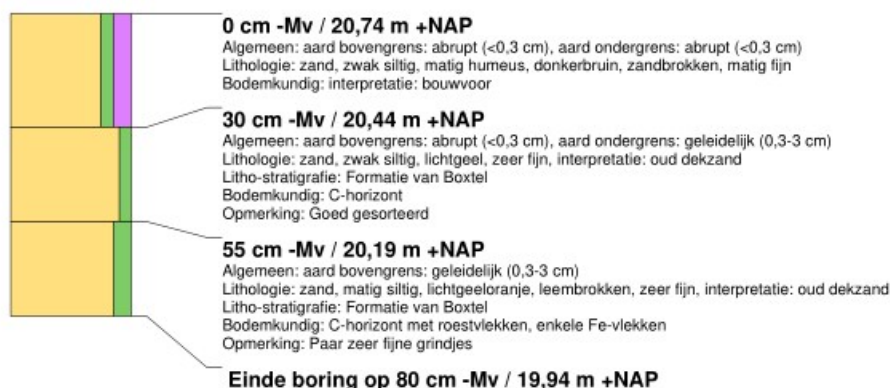 0 cm -Mv / 20,74 m +NAP
Algemeen: aard bovengrens: abrupt (<0,3 cm), aard ondergrens: abrupt (<0,3 cm)
Lithologie: zand, zwak siltig, matig humeus, donkerbruin, zandbrokken, matig fijn
Bodemkundig: interpretatie: bouwvoor
30 cm -Mv / 20,44 m +NAP
Algemeen: aard bovengrens: abrupt (<0,3 cm), aard ondergrens: geleidelijk (0,3-3 cm)
Lithologie: zand, zwak siltig, lichtgeel, zeer fijn, interpretatie: oud dekzand
Litho-stratigrafie: Formatie van Boxtel
Bodemkundig: C-horizont
Opmerking: Goed gesorteerd
55 cm -Mv / 20,19 m +NAP
Algemeen: aard bovengrens: geleidelijk (0,3-3 cm)
Lithologie: zand, matig siltig, lichtgeeloranje, leembrokken, zeer fijn, interpretatie: oud dekzand
Litho-stratigrafie: Formatie van Boxtel
Bodemkundig: C-horizont met roestvlekken, enkele Fe-vlekken
Opmerking: Paar zeer fijne grindjes
Einde boring op 80 cm -Mv / 19,94 m +NAP